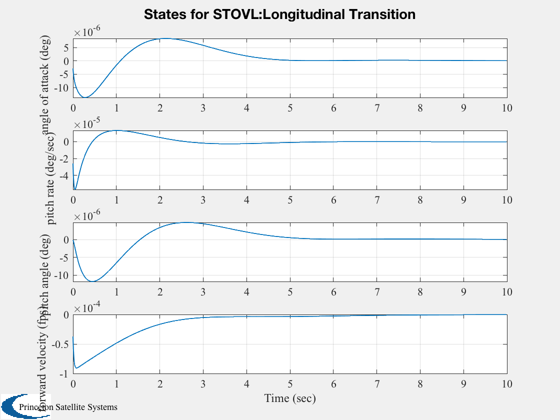 States for STOVL:Longitudinal Transition
×10⁻⁶
angle of attack (deg)
5
0
-5
-10
0 1 2 3 4 5 6 7 8 9 10
×10⁻⁵
pitch rate (deg/sec)
0
-2
-4
0 1 2 3 4 5 6 7 8 9 10
×10⁻⁶
pitch angle (deg)
0
-5
-10
0 1 2 3 4 5 6 7 8 9 10
×10⁻⁴
forward velocity (fps)
0
-0.5
-1
0 1 2 3 4 5 6 7 8 9 10
Time (sec)
Princeton Satellite Systems